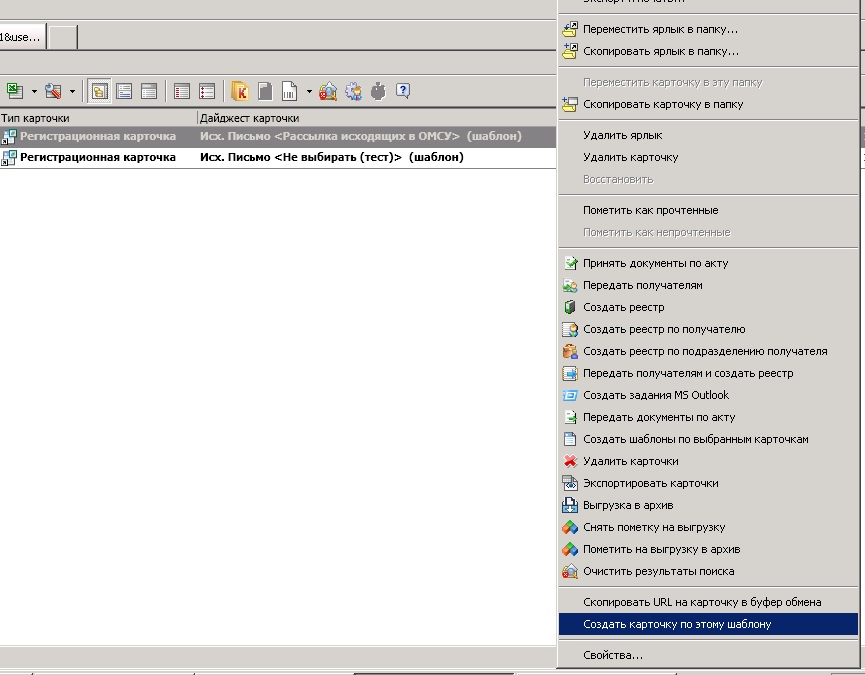 1&use...
Тип карточки
Дайджест карточки
Регистрационная карточка
Исх. Письмо <Рассылка исходящих в ОМСУ> (шаблон)
Регистрационная карточка
Исх. Письмо <Не выбирать (тест)> (шаблон)
Переместить ярлык в папку...
Скопировать ярлык в папку...
Переместить карточку в эту папку
Скопировать карточку в папку
Удалить ярлык
Удалить карточку
Восстановить
Пометить как прочтенные
Пометить как непрочтенные
Принять документы по акту
Передать получателям
Создать реестр
Создать реестр по получателю
Создать реестр по подразделению получателя
Передать получателям и создать реестр
Создать задания MS Outlook
Передать документы по акту
Создать шаблоны по выбранным карточкам
Удалить карточки
Экспортировать карточки
Выгрузка в архив
Снять пометку на выгрузку
Пометить на выгрузку в архив
Очистить результаты поиска
Скопировать URL на карточку в буфер обмена
Создать карточку по этому шаблону
Свойства...